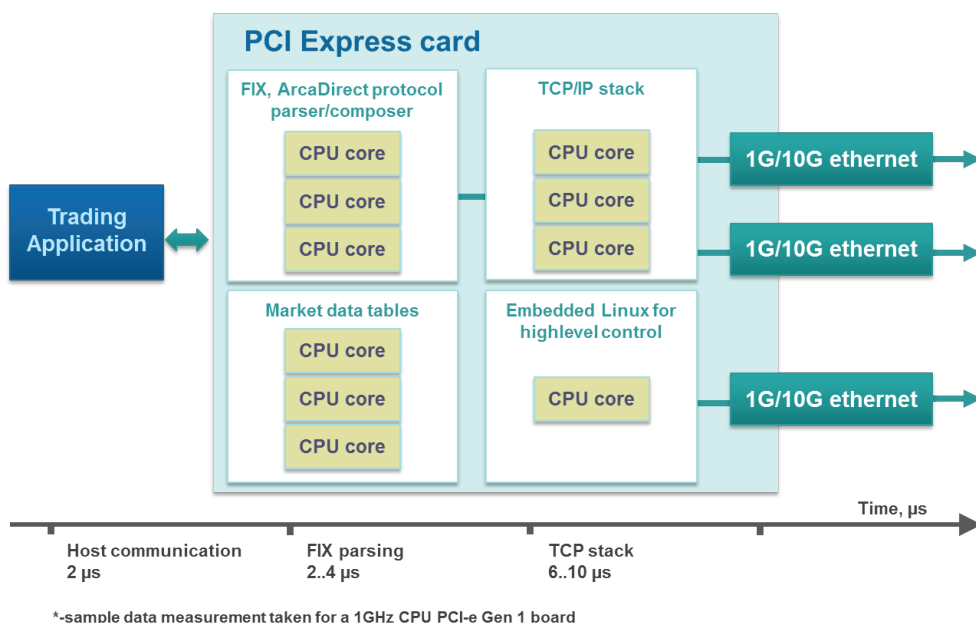 PCI Express card
FIX, ArcaDirect protocol
parser/composer
CPU core
CPU core
CPU core
TCP/IP stack
CPU core
CPU core
CPU core
1G/10G ethernet
1G/10G ethernet
Trading
Application
Market data tables
CPU core
CPU core
CPU core
Embedded Linux for
highlevel control
CPU core
1G/10G ethernet
Time, µs
Host communication
2 µs
FIX parsing
2..4 µs
TCP stack
6..10 µs
*-sample data measurement taken for a 1GHz CPU PCI-e Gen 1 board